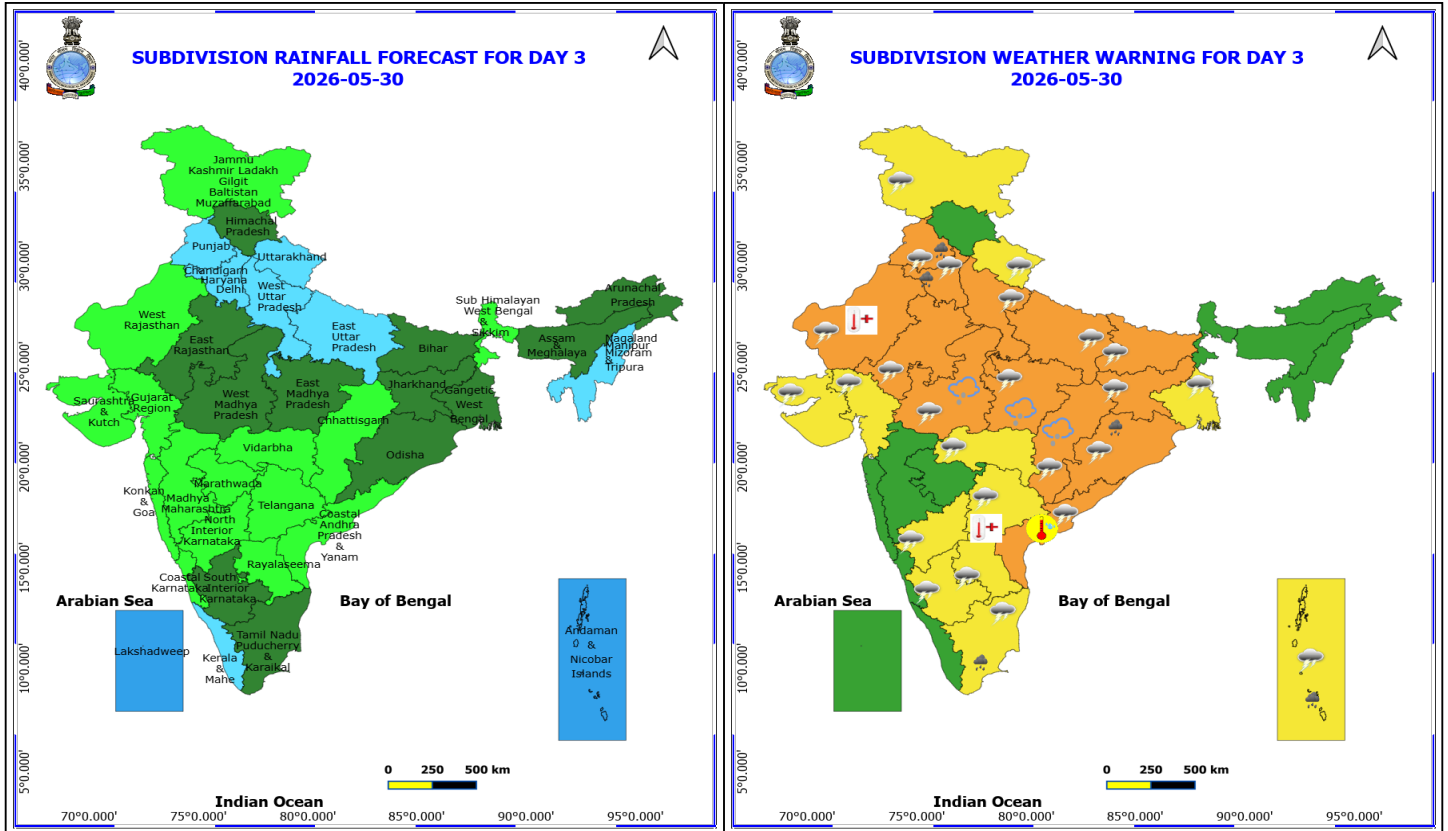 SUBDIVISION RAINFALL FORECAST FOR DAY 3
2026-05-30
40°0.000'
35°0.000'
30°0.000'
25°0.000'
20°0.000'
15°0.000'
10°0.000'
5°0.000'
Jammu
Kashmir Ladakh
Gilgit
Baltistan
Muzaffarabad
Himachal
Pradesh
Punjab
Uttarakhand
Chandigarh
Haryana
Delhi
West
Uttar
Pradesh
West
Rajasthan
East
Rajasthan
East
Uttar
Pradesh
Sub Himalayan
West Bengal
&
Sikkim
Arunachal
Pradesh
Assam
&
Meghalaya
Nagaland
Manipur
Mizoram
&
Tripura
Bihar
Jharkhand
Gangetic
West
Bengal
Saurashtra
&
Kutch
Gujarat
Region
West
Madhya
Pradesh
East
Madhya
Pradesh
Chhattisgarh
Odisha
Vidarbha
Marathwada
Konkan
&
Goa
Madhya
Maharashtra
North
Interior
Karnataka
Telangana
Coastal
Andhra
Pradesh
&
Yanam
Rayalaseema
Coastal
Karnataka
South
Interior
Karnataka
Arabian Sea
Bay of Bengal
Lakshadweep
Kerala
&
Mahe
Tamil Nadu
Puducherry
&
Karaikal
Andaman
&
Nicobar
Islands
0 250 500 km
Indian Ocean
70°0.000' 75°0.000' 80°0.000' 85°0.000' 90°0.000' 95°0.000'
SUBDIVISION WEATHER WARNING FOR DAY 3
2026-05-30
40°0.000'
35°0.000'
30°0.000'
25°0.000'
20°0.000'
15°0.000'
10°0.000'
5°0.000'
Arabian Sea
Bay of Bengal
0 250 500 km
Indian Ocean
70°0.000' 75°0.000' 80°0.000' 85°0.000' 90°0.000' 95°0.000'